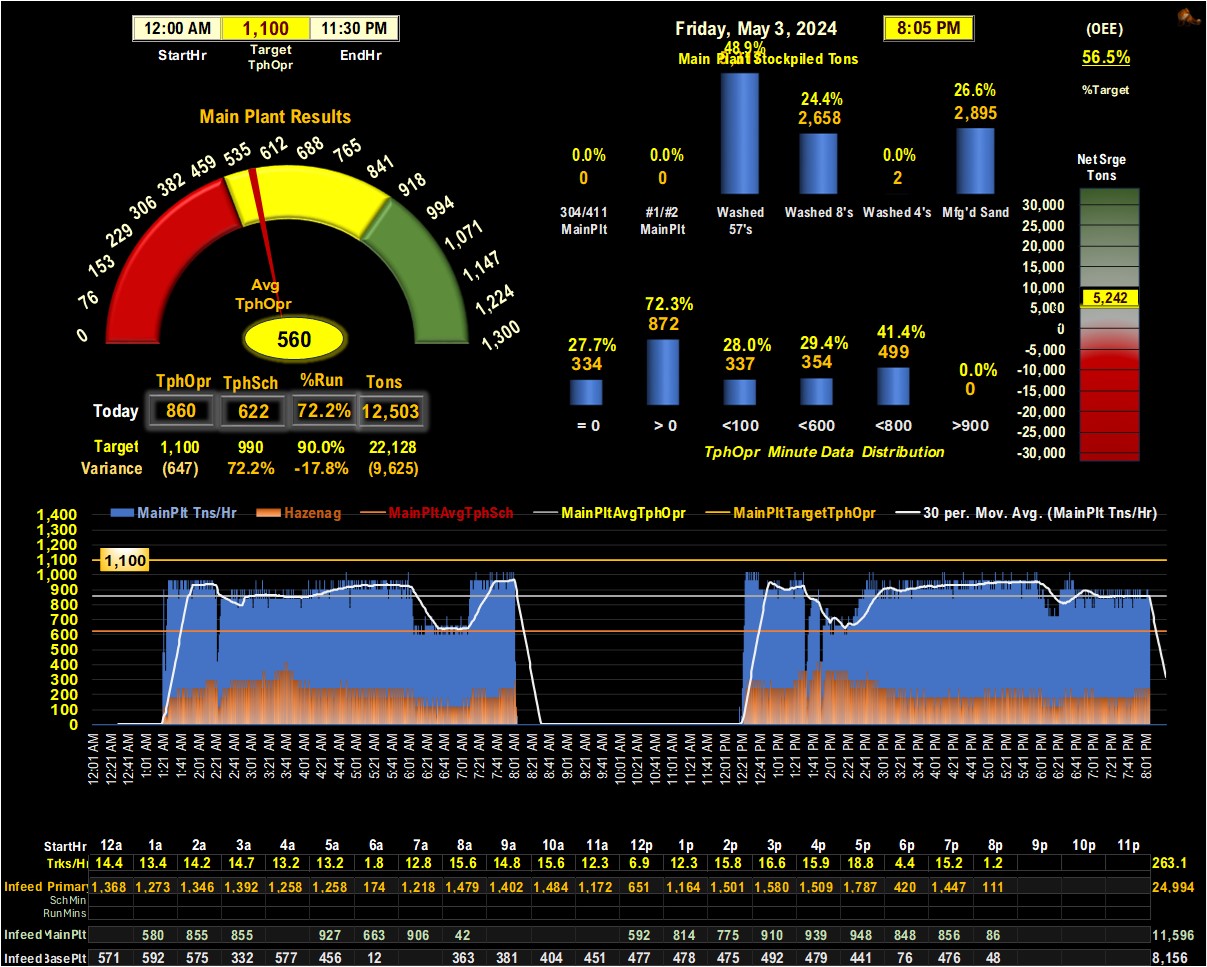 12:00 AM 1,100 11:30 PM
StartHr Target TphOpr EndHr
Friday, May 3, 2024 8:05 PM
(OEE)
56.5%
%Target
Main Plant Stockpiled Tons
48.9% 24.4% 26.6%
2,658 2,895
0.0% 0.0% 0.0%
0 0 2
304/411 #1/#2 Washed Washed 8's Washed 4's Mfg'd Sand
MainPlt MainPlt 57's
Main Plant Results
0 76 153 229 306 382 459 535 612 688 765 841 918 994 1,071 1,147 1,224 1,300
Avg
TphOpr
560
NetSrge
Tons
30,000
25,000
20,000
15,000
10,000
5,242
5,000
0
-5,000
-10,000
-15,000
-20,000
-25,000
-30,000
27.7% 72.3% 28.0% 29.4% 41.4% 0.0%
334 872 337 354 499 0
= 0 > 0 <100 <600 <800 >900
TphOpr Minute Data Distribution
TphOpr TphSch %Run Tons
Today 860 622 72.2% 12,503
Target 1,100 990 90.0% 22,128
Variance (647) 72.2% -17.8% (9,625)
MainPlt Tns/Hr Hazenag MainPltAvgTphSch MainPltAvgTphOpr MainPltTargetTphOpr 30 per. Mov. Avg. (MainPlt Tns/Hr)
1,400
1,300
1,200
1,100
1,100
1,000
900
800
700
600
500
400
300
200
100
0
12:01 AM 12:21 AM 12:41 AM 1:01 AM 1:21 AM 1:41 AM 2:01 AM 2:21 AM 2:41 AM 3:01 AM 3:21 AM 3:41 AM 4:01 AM 4:21 AM 4:41 AM 5:01 AM 5:21 AM 5:41 AM 6:01 AM 6:21 AM 6:41 AM 7:01 AM 7:21 AM 7:41 AM 8:01 AM 8:21 AM 8:41 AM 9:01 AM 9:21 AM 9:41 AM 10:01 AM 10:21 AM 10:41 AM 11:01 AM 11:21 AM 11:41 AM 12:01 PM 12:21 PM 12:41 PM 1:01 PM 1:21 PM 1:41 PM 2:01 PM 2:21 PM 2:41 PM 3:01 PM 3:21 PM 3:41 PM 4:01 PM 4:21 PM 4:41 PM 5:01 PM 5:21 PM 5:41 PM 6:01 PM 6:21 PM 6:41 PM 7:01 PM 7:21 PM 7:41 PM 8:01 PM
StartHr 12a 1a 2a 3a 4a 5a 6a 7a 8a 9a 10a 11a 12p 1p 2p 3p 4p 5p 6p 7p 8p 9p 10p 11p
Trks/Hr 14.4 13.4 14.2 14.7 13.2 13.2 1.8 12.8 15.6 14.8 15.6 12.3 6.9 12.3 15.8 16.6 15.9 18.8 4.4 15.2 1.2 263.1
Infeed Primary 1,368 1,273 1,346 1,392 1,258 1,258 174 1,218 1,479 1,402 1,484 1,172 651 1,164 1,501 1,580 1,509 1,787 420 1,447 111 24,994
SchMin
RunMins
Infeed MainPlt 580 855 855 927 663 906 42 592 814 775 910 939 948 848 856 86 11,596
Infeed BasePlt 571 592 575 332 577 456 12 363 381 404 451 477 478 475 492 479 441 76 476 48 8,156